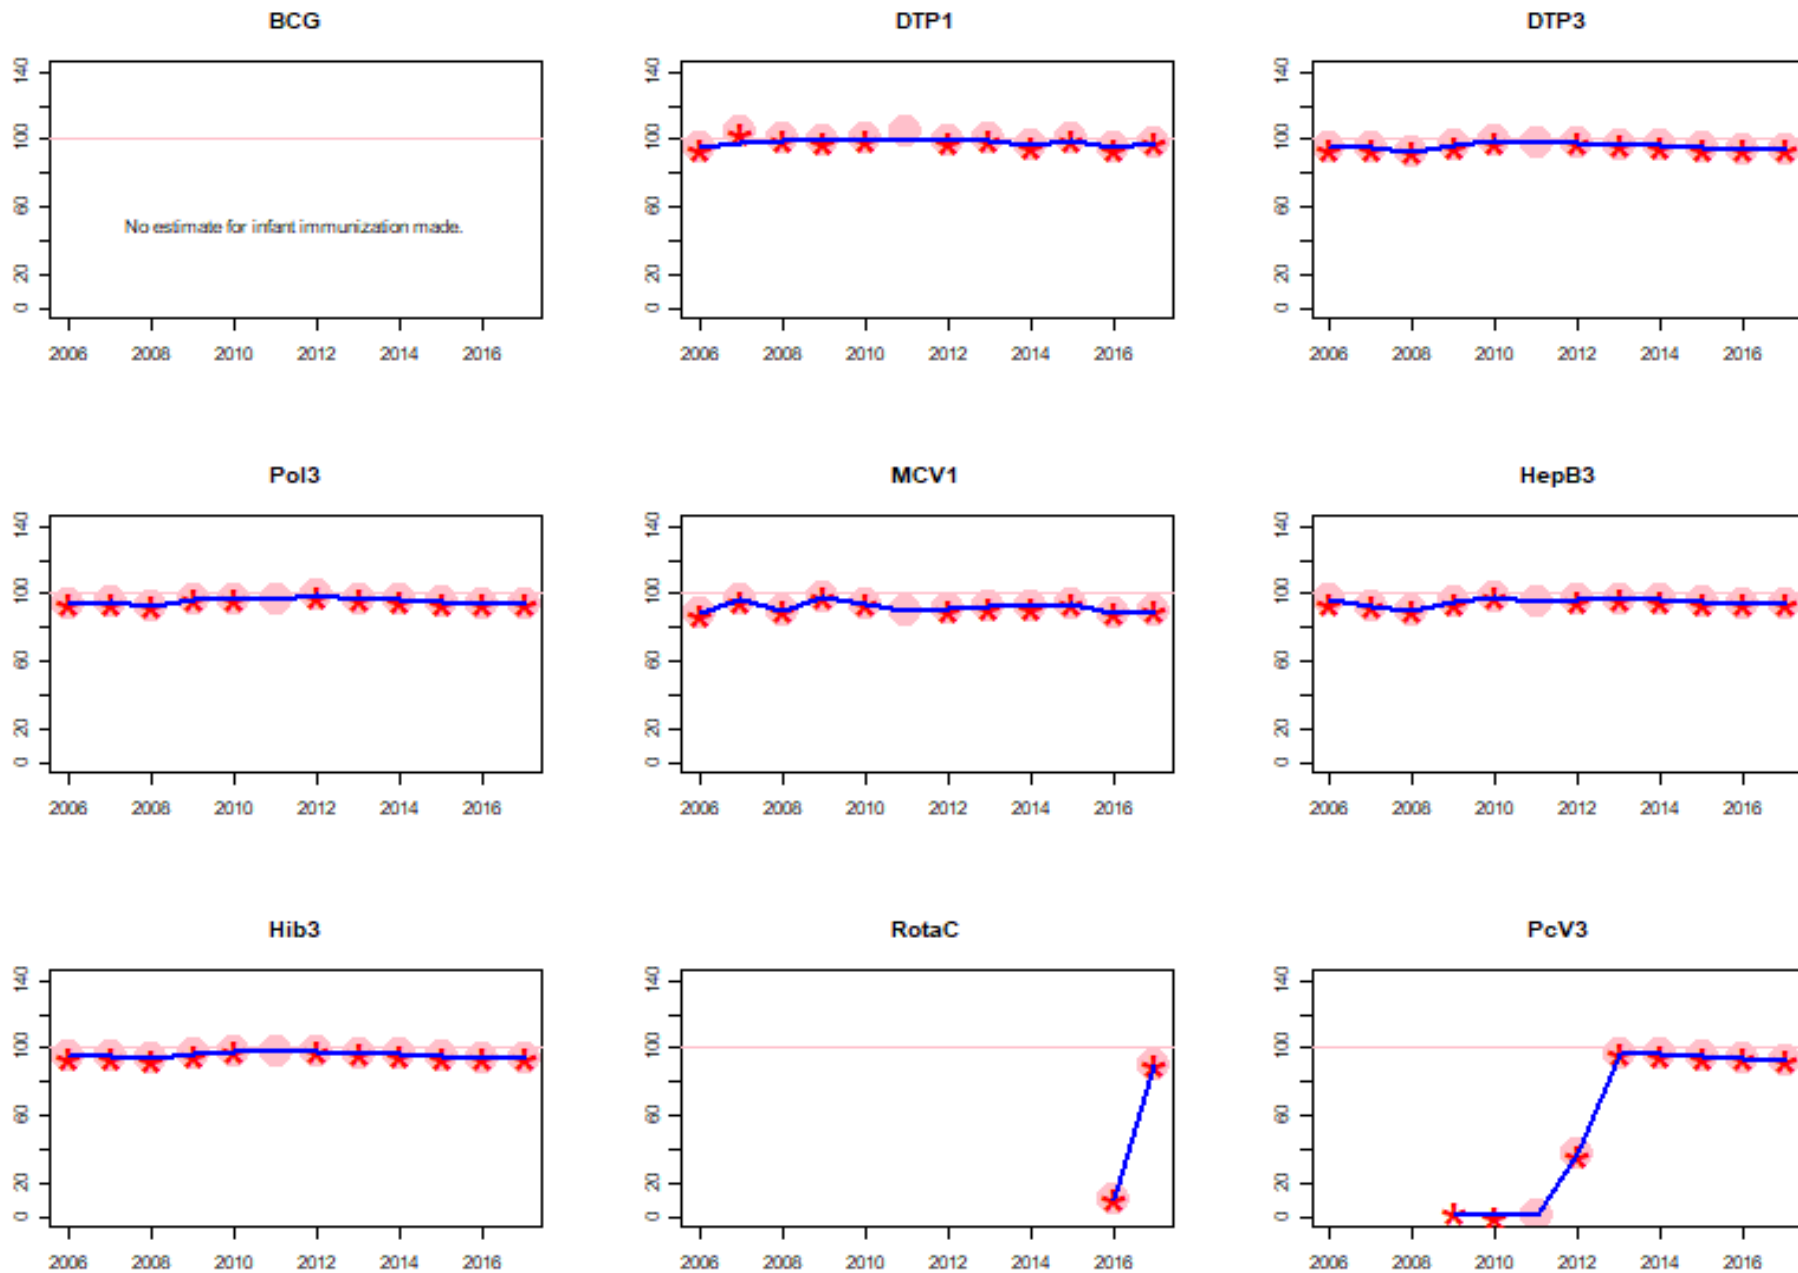 BCG DTP1 DTP3
140 140 140
100 100 100
60 60 60
No estimate for infant immunization made.
20 20 20
0 0 0
2006 2008 2010 2012 2014 2016 2006 2008 2010 2012 2014 2016 2006 2008 2010 2012 2014 2016
Pol3 MCV1 HepB3
140 140 140
100 100 100
60 60 60
20 20 20
0 0 0
2006 2008 2010 2012 2014 2016 2006 2008 2010 2012 2014 2016 2006 2008 2010 2012 2014 2016
Hib3 RotaC PcV3
140 140 140
100 100 100
60 60 60
20 20 20
0 0 0
2006 2008 2010 2012 2014 2016 2006 2008 2010 2012 2014 2016 2006 2008 2010 2012 2014 2016